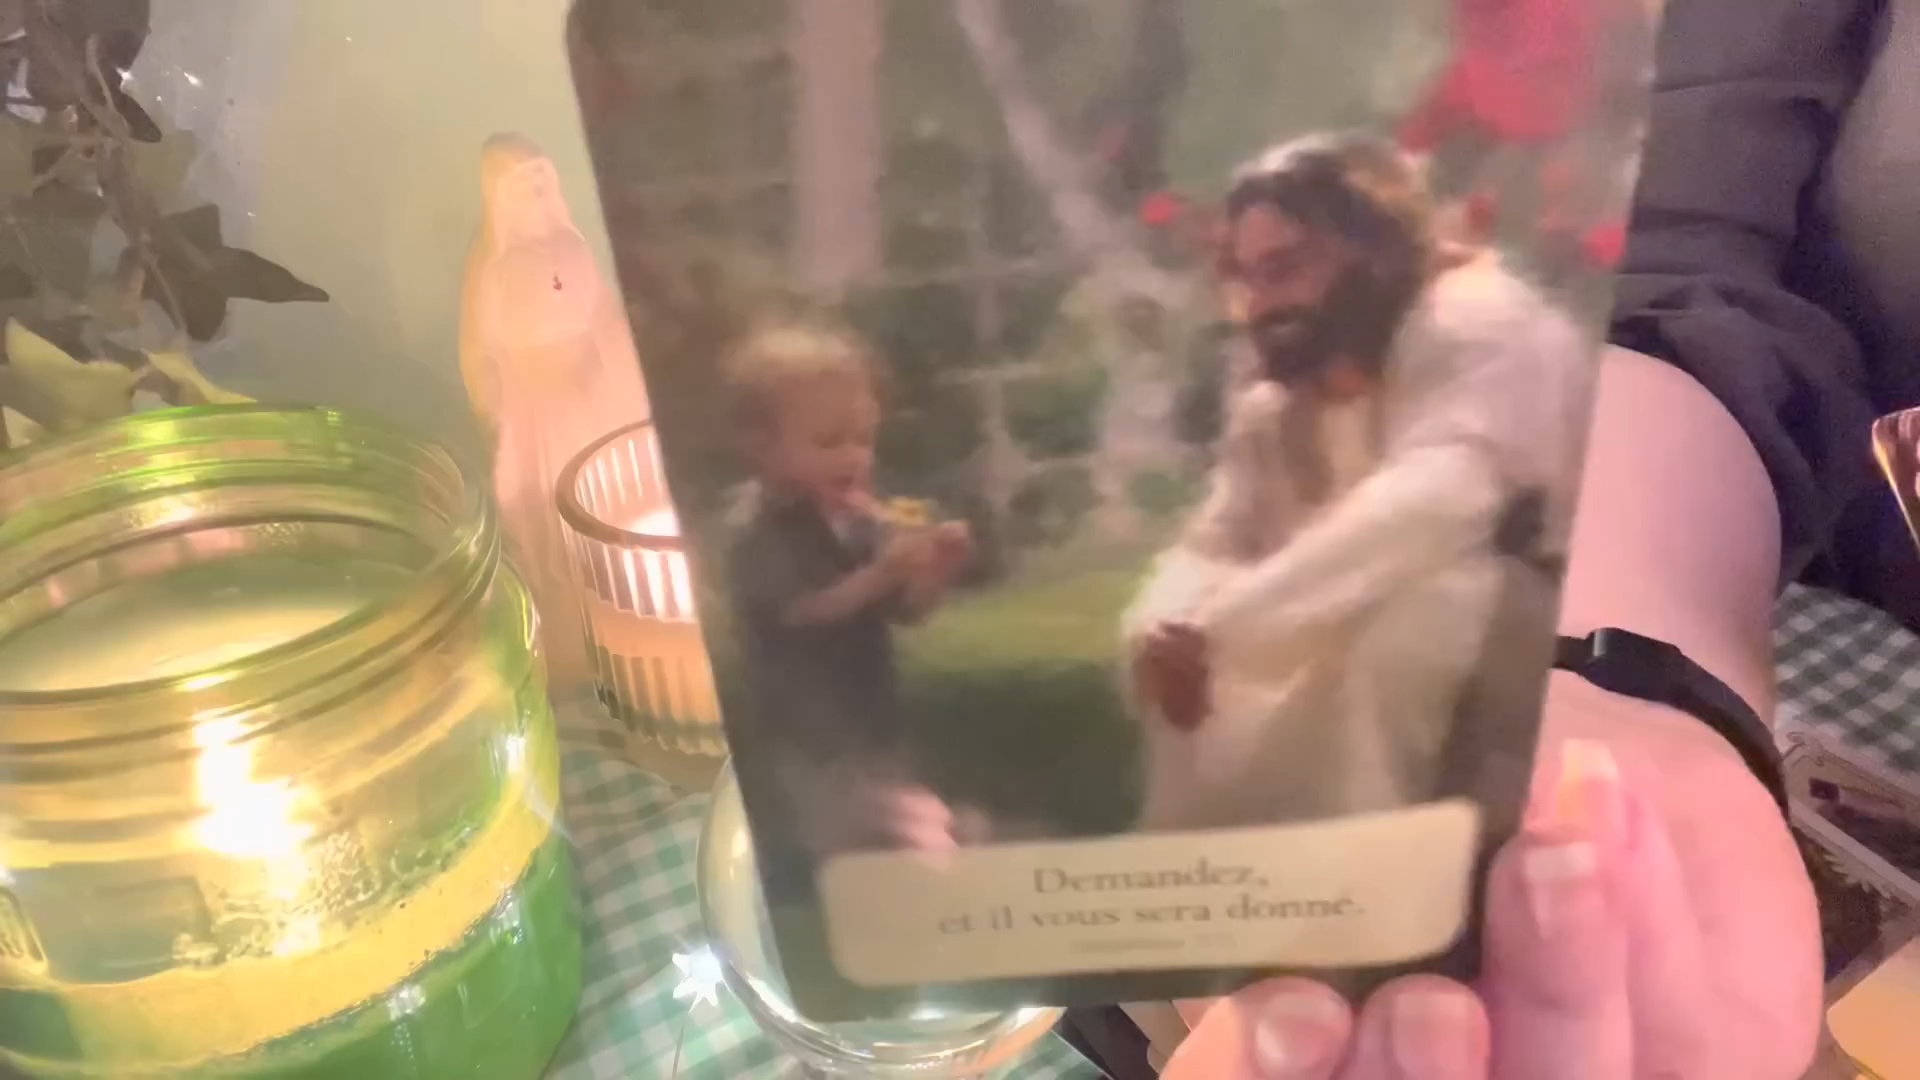 Demandez,
et il vous sera donné.